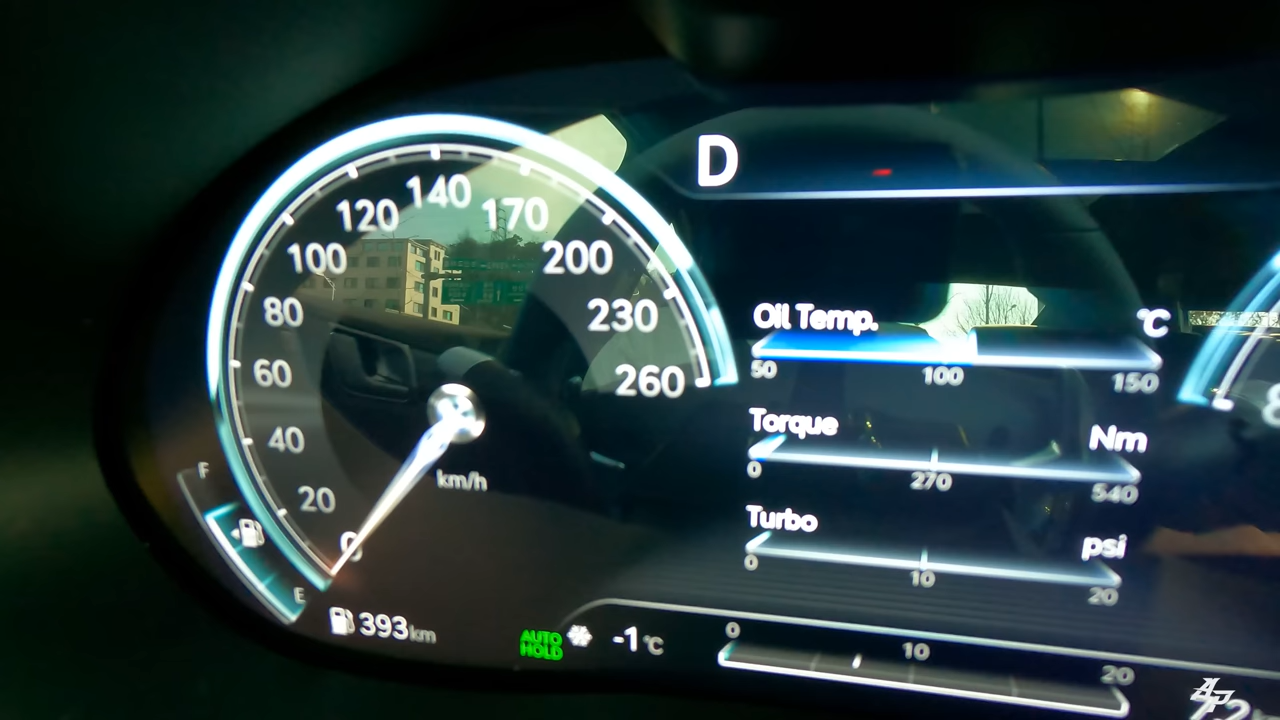 D
140
120
170
100
200
80
230
60
260
40
20
0
km/h
F
E
393km
AUTO
HOLD
-1°C
Oil Temp. °C
50 100 150
Torque Nm
0 270 540
Turbo psi
0 10 20
0 10 20
AP